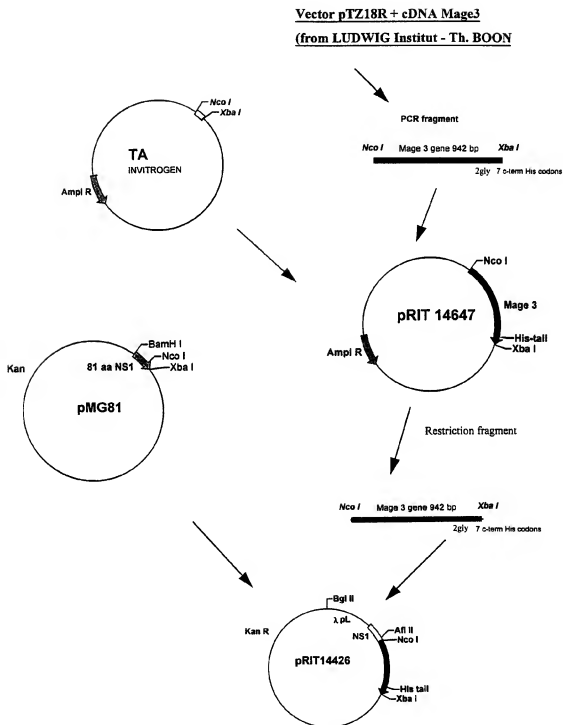 Vector pTZ18R + cDNA Mage3
(from LUDWIG Institut - Th. BOON
Nco I
Xba I
TA
INVITROGEN
Ampi R
PCR fragment
Nco I Mage 3 gene 942 bp Xba I
2gly 7 c-term His codons
Nco I
Mage 3
pRIT 14647
His-tail
Xba I
Ampi R
BamH I
Nco I
Xba I
81 aa NS1
Kan
pMG81
Restriction fragment
Nco I Mage 3 gene 942 bp Xba I
2gly 7 c-term His codons
Bgl II
λ pL
Kan R
NS1
Afl II
Nco I
pRIT14426
His tail
Xba i